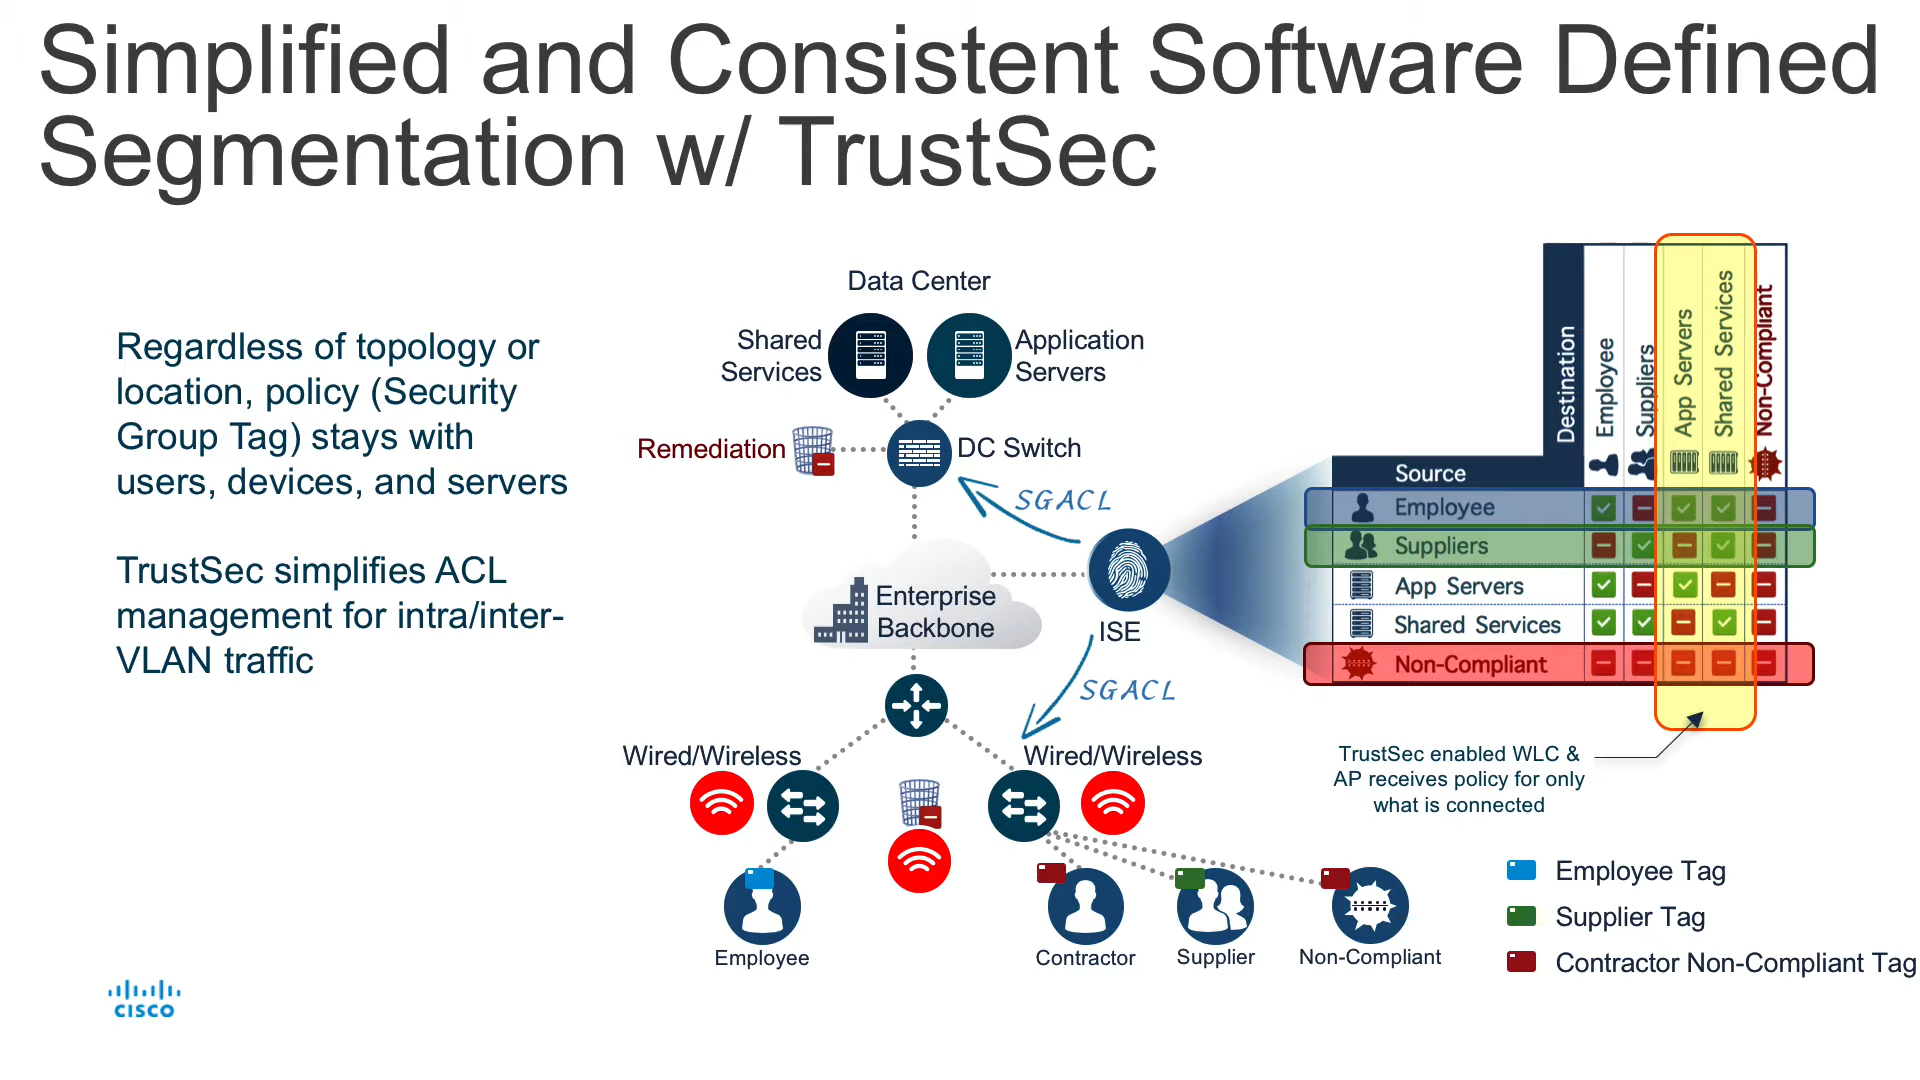 Simplified and Consistent Software Defined
Segmentation w/ TrustSec
Regardless of topology or
location, policy (Security
Group Tag) stays with
users, devices, and servers
TrustSec simplifies ACL
management for intra/inter-
VLAN traffic
Data Center
Shared
Services
Application
Servers
Remediation
DC Switch
SGACL
Enterprise
Backbone
ISE
SGACL
Wired/Wireless
Wired/Wireless
Employee
Contractor
Supplier
Non-Compliant
Destination
Employee
Suppliers
App Servers
Shared Services
Non-Compliant
Source
Employee
Suppliers
App Servers
Shared Services
Non-Compliant
TrustSec enabled WLC &
AP receives policy for only
what is connected
Employee Tag
Supplier Tag
Contractor Non-Compliant Tag
CISCO